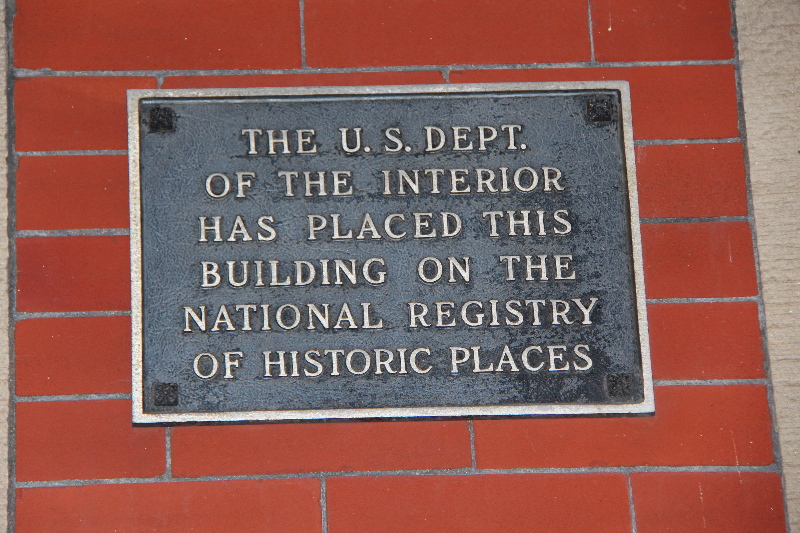 THE U.S. DEPT.
OF THE INTERIOR
HAS PLACED THIS
BUILDING ON THE
NATIONAL REGISTRY
OF HISTORIC PLACES